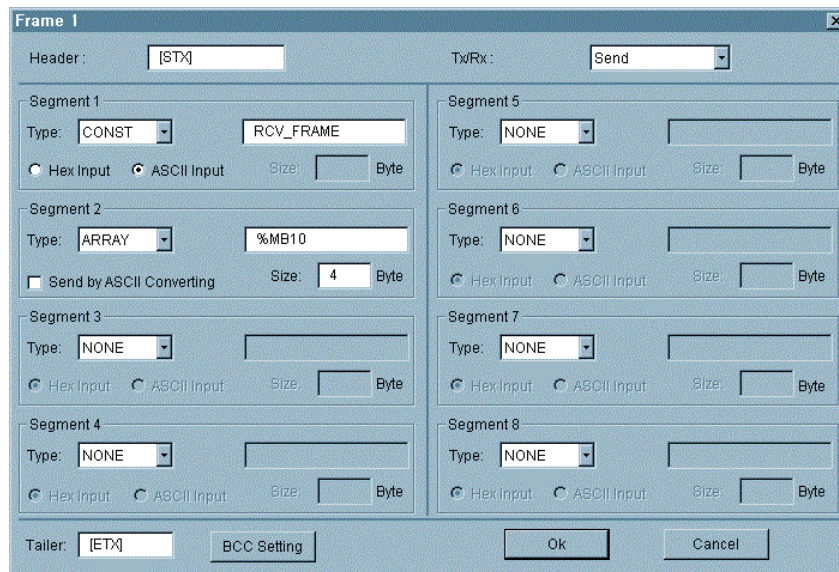 Frame 1
Header : [STX] Tx/Rx : Send
Segment 1
Type: CONST RCV_FRAME
Hex Input ASCII Input Size: Byte
Segment 2
Type: ARRAY %MB10
Send by ASCII Converting Size: 4 Byte
Segment 3
Type: NONE
Hex Input ASCII Input Size: Byte
Segment 4
Type: NONE
Hex Input ASCII Input Size: Byte
Segment 5
Type: NONE
Hex Input ASCII Input Size: Byte
Segment 6
Type: NONE
Hex Input ASCII Input Size: Byte
Segment 7
Type: NONE
Hex Input ASCII Input Size: Byte
Segment 8
Type: NONE
Hex Input ASCII Input Size: Byte
Tailer: [ETX] BCC Setting Ok Cancel